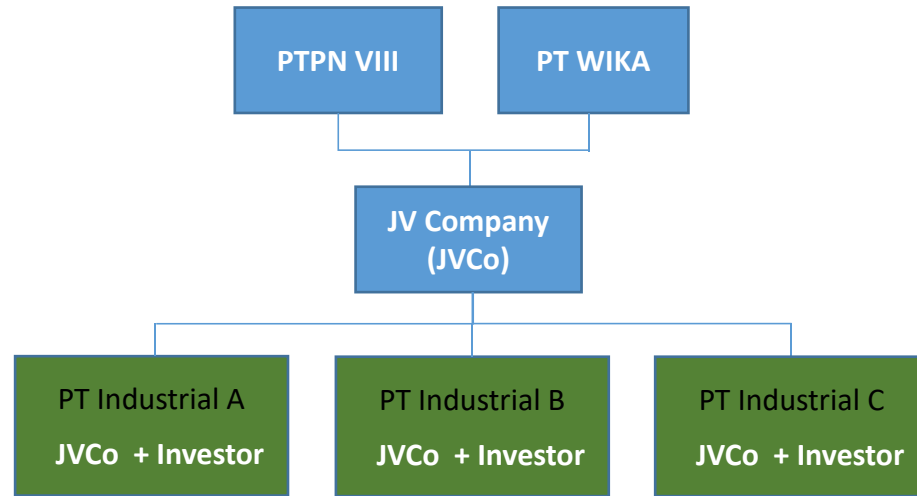 PTPN VIII
PT WIKA
JV Company
(JVCo)
PT Industrial A
JVCo + Investor
PT Industrial B
JVCo + Investor
PT Industrial C
JVCo + Investor